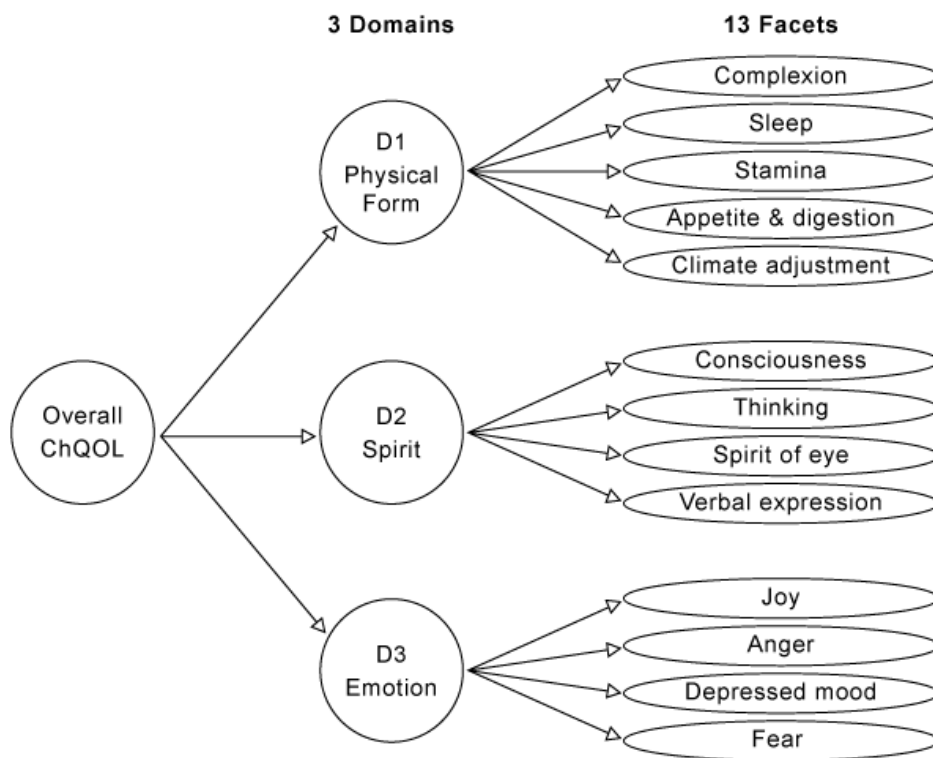 3 Domains
13 Facets
Overall
ChQOL
D1
Physical
Form
Complexion
Sleep
Stamina
Appetite & digestion
Climate adjustment
D2
Spirit
Consciousness
Thinking
Spirit of eye
Verbal expression
D3
Emotion
Joy
Anger
Depressed mood
Fear